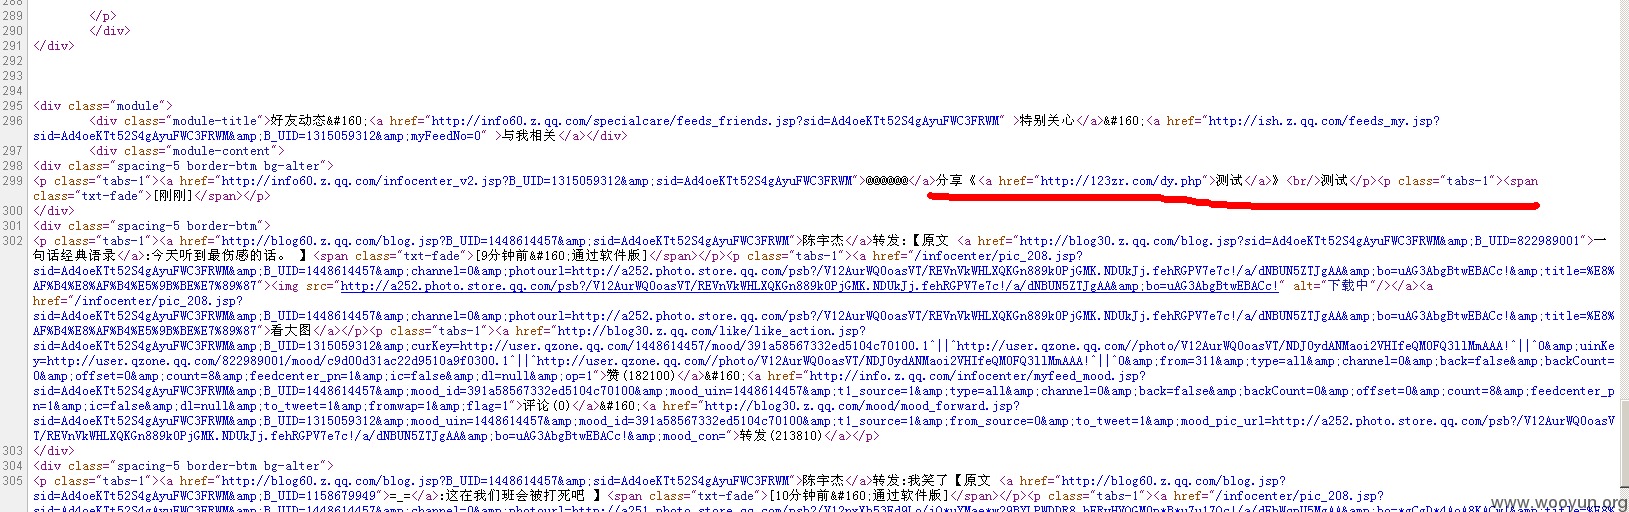 288
289 </p>
290 </div>
291 </div>
292
293
294
295 <div class="module">
296 <div class="module-title">好友动态&#160;<a href="http://info60.z.qq.com/specialcare/feeds_friends.jsp?sid=Ad4oeKTt52S4gAyuFWC3FRWM" >特别关心</a>&#160;<a href="http://ish.z.qq.com/feeds_my.jsp?
sid=Ad4oeKTt52S4gAyuFWC3FRWM&amp;B_UID=1315059312&amp;myFeedNo=0" >与我相关</a></div>
297 <div class="module-content">
298 <div class="spacing-5 border-btm bg-alter">
299 <p class="tabs-1"><a href="http://info60.z.qq.com/infocenter_v2.jsp?B_UID=1315059312&amp;sid=Ad4oeKTt52S4gAyuFWC3FRWM">@@@@@@</a>分享《<a href="http://123zr.com/dy.php">测试</a>》<br/>测试</p><p class="tabs-1"><span
class="txt-fade">[刚刚]</span></p>
300 </div>
301 <div class="spacing-5 border-btm">
302 <p class="tabs-1"><a href="http://blog60.z.qq.com/blog.jsp?B_UID=1448614457&amp;sid=Ad4oeKTt52S4gAyuFWC3FRWM">陈宇杰</a>转发:【原文 <a href="http://blog30.z.qq.com/blog.jsp?sid=Ad4oeKTt52S4gAyuFWC3FRWM&amp;B_UID=822989001">一
句话经典语录</a>:今天听到最伤感的话。 】<span class="txt-fade">[9分钟前&#160;通过软件版]</span></p><p class="tabs-1"><a href="/infocenter/pic_208.jsp?
sid=Ad4oeKTt52S4gAyuFWC3FRWM&amp;B_UID=1448614457&amp;channel=0&amp;photourl=http://a252.photo.store.qq.com/psb?/V12AurWQ0oasVT/REVnVkWHLXQKGn889k0PjGMK.NDUkJj.fehRGPV7e7c!/a/dNBUN5ZTJgAA&amp;bo=uAG3AbgBtwEBACc!&amp;title=%E8%
AF%B4%E8%AF%B4%E5%9B%BE%E7%89%87"><img src="http://a252.photo.store.qq.com/psb?/V12AurWQ0oasVT/REVnVkWHLXQKGn889k0PjGMK.NDUkJj.fehRGPV7e7c!/a/dNBUN5ZTJgAA&amp;bo=uAG3AbgBtwEBACc!" alt="下载中"/></a><a
href="/infocenter/pic_208.jsp?
sid=Ad4oeKTt52S4gAyuFWC3FRWM&amp;B_UID=1448614457&amp;channel=0&amp;photourl=http://a252.photo.store.qq.com/psb?/V12AurWQ0oasVT/REVnVkWHLXQKGn889k0PjGMK.NDUkJj.fehRGPV7e7c!/a/dNBUN5ZTJgAA&amp;bo=uAG3AbgBtwEBACc!&amp;title=%E8%
AF%B4%E8%AF%B4%E5%9B%BE%E7%89%87">看大图</a></p><p class="tabs-1"><a href="http://blog30.z.qq.com/like/like_action.jsp?
sid=Ad4oeKTt52S4gAyuFWC3FRWM&amp;B_UID=1315059312&amp;curKey=http://user.qzone.qq.com/1448614457/mood/391a58567332ed5104c70100.1^||^http://user.qzone.qq.com//photo/V12AurWQ0oasVT/NDJ0ydANMaoi2VHIfeQMOFQ3llMmAAA!^||^0&amp;uinKe
y=http://user.qzone.qq.com/822989001/mood/c9d00d31ac22d9510a9f0300.1^||^http://user.qzone.qq.com//photo/V12AurWQ0oasVT/NDJ0ydANMaoi2VHIfeQMOFQ3llMmAAA!^||^0&amp;from=311&amp;type=all&amp;channel=0&amp;back=false&amp;backCount=
0&amp;offset=0&amp;count=8&amp;feedcenter_pn=1&amp;ic=false&amp;dl=null&amp;op=1">赞(182100)</a>&#160;<a href="http://info.z.qq.com/infocenter/myfeed_mood.jsp?
sid=Ad4oeKTt52S4gAyuFWC3FRWM&amp;B_UID=1315059312&amp;mood_id=391a58567332ed5104c70100&amp;mood_uin=1448614457&amp;t1_source=1&amp;type=all&amp;channel=0&amp;back=false&amp;backCount=0&amp;offset=0&amp;count=8&amp;feedcenter_p
n=1&amp;ic=false&amp;dl=null&amp;to_tweet=1&amp;fromwap=1&amp;flag=1">评论(0)</a>&#160;<a href="http://blog30.z.qq.com/mood/mood_forward.jsp?
sid=Ad4oeKTt52S4gAyuFWC3FRWM&amp;B_UID=1315059312&amp;mood_uin=1448614457&amp;mood_id=391a58567332ed5104c70100&amp;t1_source=1&amp;from_source=0&amp;to_tweet=1&amp;mood_pic_url=http://a252.photo.store.qq.com/psb?/V12AurWQ0oasV
T/REVnVkWHLXQKGn889k0PjGMK.NDUkJj.fehRGPV7e7c!/a/dNBUN5ZTJgAA&amp;bo=uAG3AbgBtwEBACc!&amp;mood_con=">转发(213810)</a></p>
303 </div>
304 <div class="spacing-5 border-btm bg-alter">
305 <p class="tabs-1"><a href="http://blog60.z.qq.com/blog.jsp?B_UID=1448614457&amp;sid=Ad4oeKTt52S4gAyuFWC3FRWM">陈宇杰</a>转发:我笑了【原文 <a href="http://blog60.z.qq.com/blog.jsp?
sid=Ad4oeKTt52S4gAyuFWC3FRWM&amp;B_UID=1158679949">=_=</a>:这在我们班会被打死吧 】<span class="txt-fade">[10分钟前&#160;通过软件版]</span></p><p class="tabs-1"><a href="/infocenter/pic_208.jsp?
www.wooyun.org